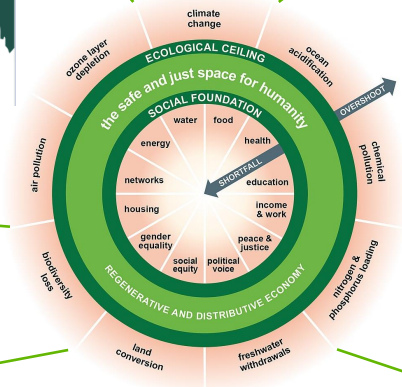 climate
change
ocean
acidification
chemical
pollution
nitrogen &
phosphorus loading
freshwater
withdrawals
land
conversion
biodiversity
loss
air pollution
ozone layer
depletion
OVERSHOOT
ECOLOGICAL CEILING
the safe and just space for humanity
SOCIAL FOUNDATION
water
food
health
SHORTFALL
education
income
& work
peace &
justice
political
voice
social
equity
gender
equality
housing
networks
energy
REGENERATIVE AND DISTRIBUTIVE ECONOMY